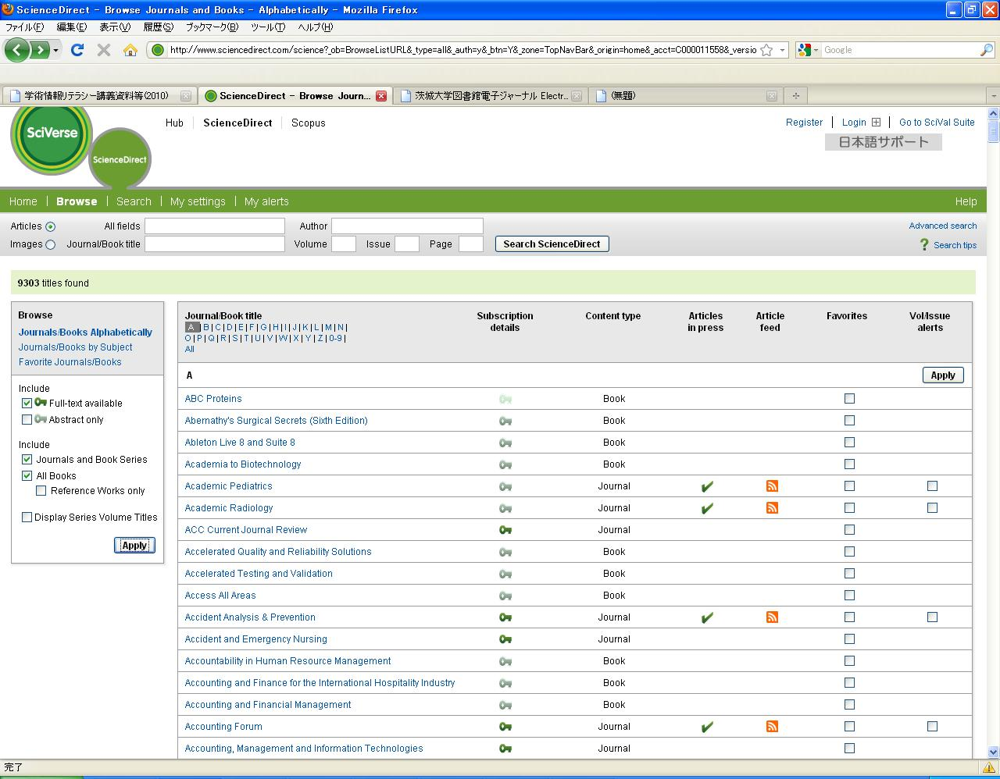 ScienceDirect - Browse Journals and Books - Alphabetically - Mozilla Firefox
ファイル(F) 編集(E) 表示(V) 履歴(S) ブックマーク(B) ツール(T) ヘルプ(H)
http://www.sciencedirect.com/science?_ob=BrowseListURL&_type=all&_auth=y&_btn=Y&_zone=TopNavBar&_origin=home&_acct=C000011558&_versio Google
学術情報リテラシー講義資料等(2010) ScienceDirect - Browse Journ... 茨城大学図書館電子ジャーナル Electr... (無題)
SciVerse
ScienceDirect
Hub ScienceDirect Scopus
Register Login Go to SciVal Suite
日本語サポート
Home Browse Search My settings My alerts Help
Articles All fields Author Advanced search
Images Journal/Book title Volume Issue Page Search ScienceDirect ? Search tips
9303 titles found
Browse
Journals/Books Alphabetically
Journals/Books by Subject
Favorite Journals/Books
Include
Full-text available
Abstract only
Include
Journals and Book Series
All Books
Reference Works only
Display Series Volume Titles
Apply
Journal/Book title Subscription details Content type Articles in press Article feed Favorites Vol/Issue alerts
A |B|C|D|E|F|G|H|I|J|K|L|M|N|
O|P|Q|R|S|T|U|V|W|X|Y|Z|0-9|
All
A Apply
ABC Proteins Book
Abernathy's Surgical Secrets (Sixth Edition) Book
Ableton Live 8 and Suite 8 Book
Academia to Biotechnology Book
Academic Pediatrics Journal
Academic Radiology Journal
ACC Current Journal Review Journal
Accelerated Quality and Reliability Solutions Book
Accelerated Testing and Validation Book
Access All Areas Book
Accident Analysis & Prevention Journal
Accident and Emergency Nursing Journal
Accountability in Human Resource Management Book
Accounting and Finance for the International Hospitality Industry Book
Accounting and Financial Management Book
Accounting Forum Journal
Accounting, Management and Information Technologies Journal
完了